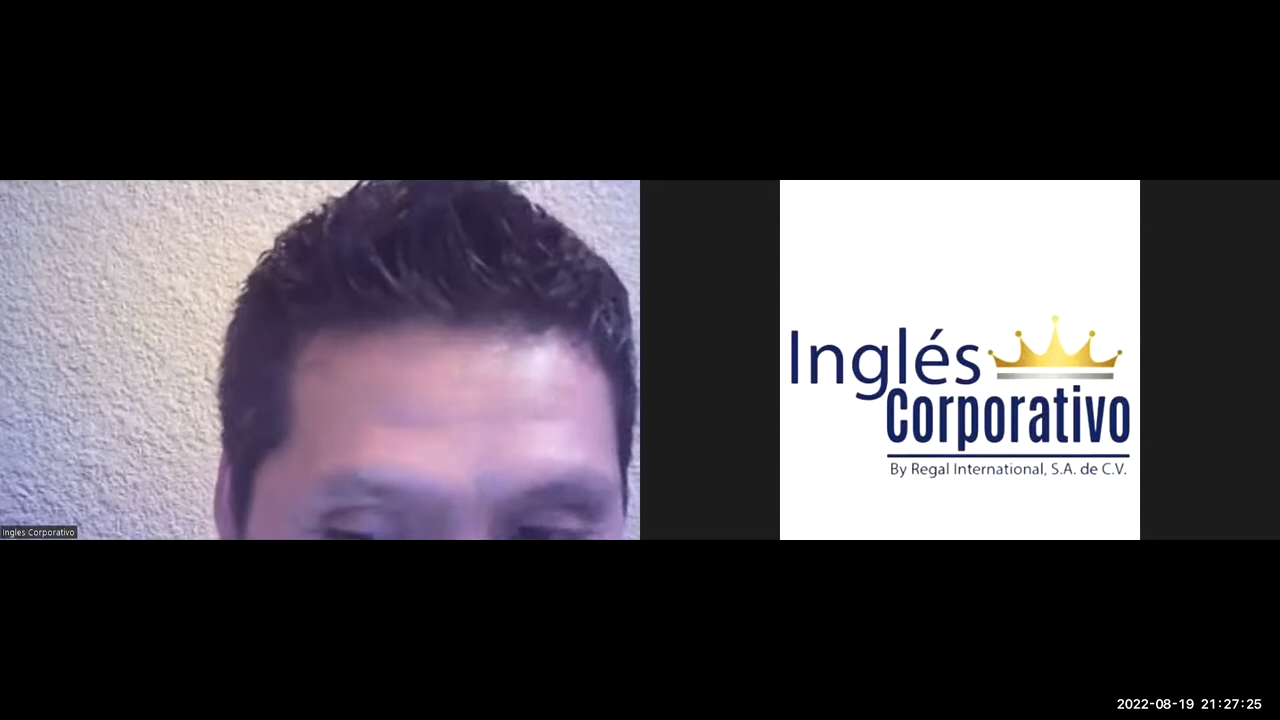 Inglés
Corporativo
By Regal International, S.A. de C.V.
Ingles Corporativo
2022-08-19 21:27:25